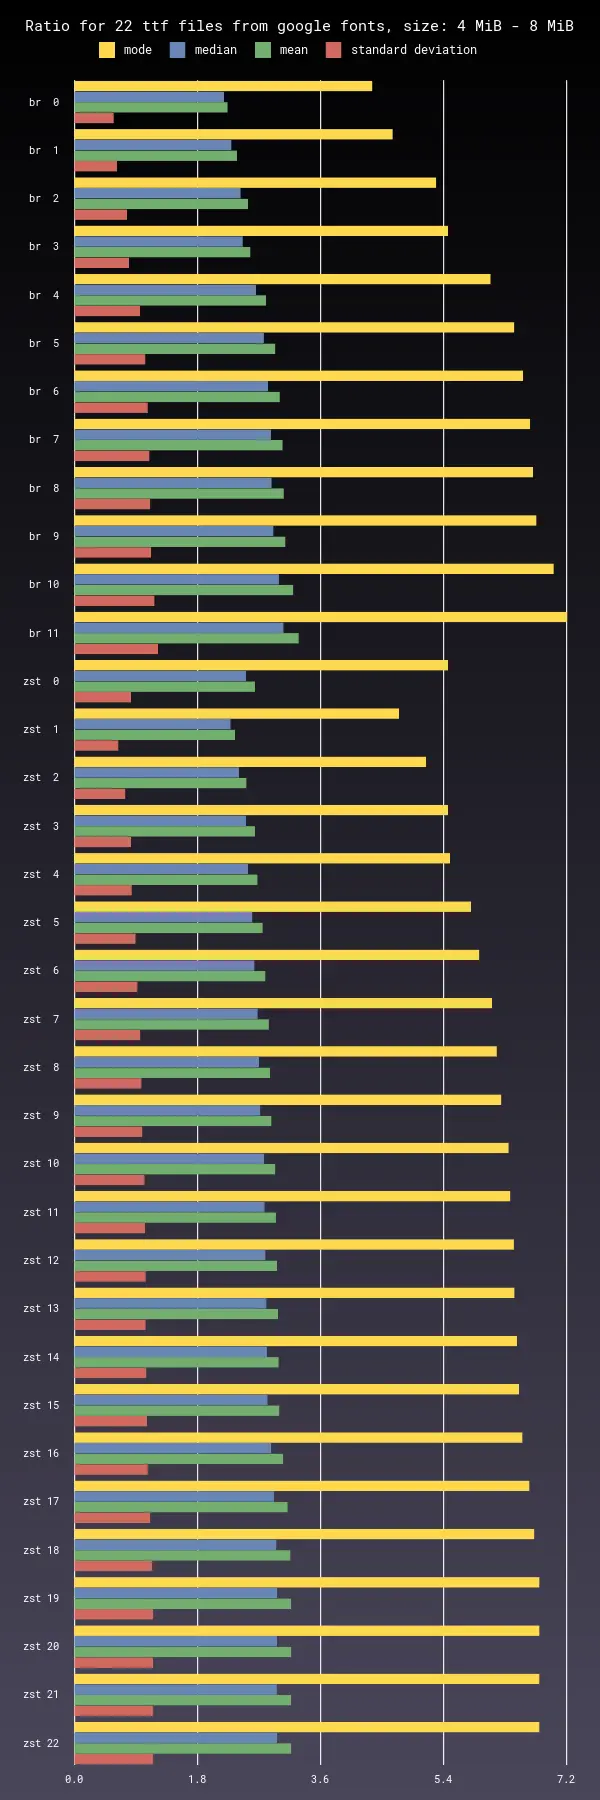 Ratio for 22 ttf files from google fonts, size: 4 MiB - 8 MiB
mode median mean standard deviation
br 0
br 1
br 2
br 3
br 4
br 5
br 6
br 7
br 8
br 9
br 10
br 11
zst 0
zst 1
zst 2
zst 3
zst 4
zst 5
zst 6
zst 7
zst 8
zst 9
zst 10
zst 11
zst 12
zst 13
zst 14
zst 15
zst 16
zst 17
zst 18
zst 19
zst 20
zst 21
zst 22
0.0 1.8 3.6 5.4 7.2